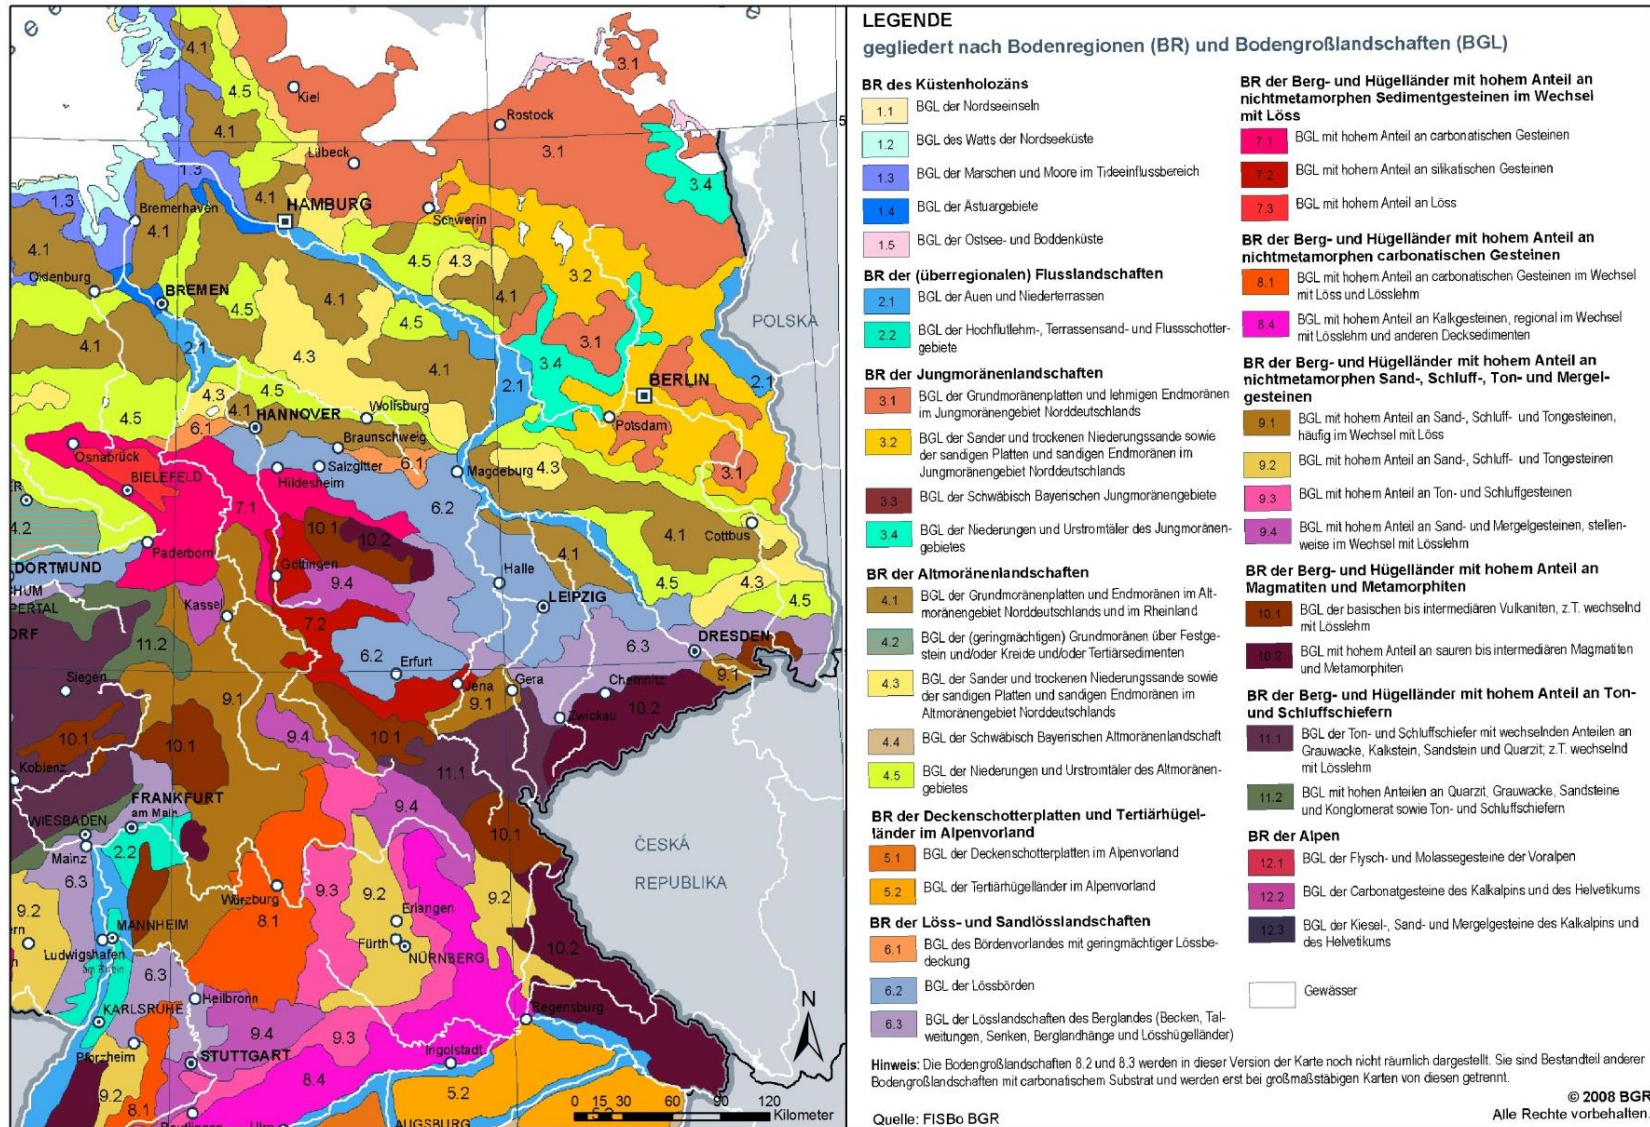 LEGENDE
gegliedert nach Bodenregionen (BR) und Bodengroßlandschaften (BGL)
BR des Küstenholozäns
1.1 BGL der Nordseeinseln
1.2 BGL des Watts der Nordseeküste
1.3 BGL der Marschen und Moore im Tideeinflussbereich
1.4 BGL der Ästuargebiete
1.5 BGL der Ostsee- und Boddenküste
BR der (überregionalen) Flusslandschaften
2.1 BGL der Auen und Niederterrassen
2.2 BGL der Hochflutlehm-, Terrassensand- und Flussschotter-
gebiete
BR der Jungmoränenlandschaften
3.1 BGL der Grundmoränenplatten und lehmigen Endmoränen
im Jungmoränengebiet Norddeutschlands
3.2 BGL der Sander und trockenen Niederungssande sowie
der sandigen Platten und sandigen Endmoränen im
Jungmoränengebiet Norddeutschlands
3.3 BGL der Schwäbisch Bayerischen Jungmoränengebiete
3.4 BGL der Niederungen und Urstromtäler des Jungmoränen-
gebietes
BR der Altmoränenlandschaften
4.1 BGL der Grundmoränenplatten und Endmoränen im Alt-
moränengebiet Norddeutschlands und im Rheinland
4.2 BGL der (geringmächtigen) Grundmoränen über Festge-
stein und/oder Kreide und/oder Tertiärsedimenten
4.3 BGL der Sander und trockenen Niederungssande sowie
der sandigen Platten und sandigen Endmoränen im
Altmoränengebiet Norddeutschlands
4.4 BGL der Schwäbisch Bayerischen Altmoränenlandschaft
4.5 BGL der Niederungen und Urstromtäler des Altmoränen-
gebietes
BR der Deckenschotterplatten und Tertiärhügel-
länder im Alpenvorland
5.1 BGL der Deckenschotterplatten im Alpenvorland
5.2 BGL der Tertiärhügelländer im Alpenvorland
BR der Löss- und Sandlösslandschaften
6.1 BGL des Bördenvorlandes mit geringmächtiger Lössbe-
deckung
6.2 BGL der Lössbörden
6.3 BGL der Lösslandschaften des Berglandes (Becken, Tal-
weitungen, Senken, Berglandhänge und Lösshügelländer)
BR der Berg- und Hügelländer mit hohem Anteil an
nichtmetamorphen Sedimentgesteinen im Wechsel
mit Löss
7.1 BGL mit hohem Anteil an carbonatischen Gesteinen
7.2 BGL mit hohem Anteil an silikatischen Gesteinen
7.3 BGL mit hohem Anteil an Löss
BR der Berg- und Hügelländer mit hohem Anteil an
nichtmetamorphen carbonatischen Gesteinen
8.1 BGL mit hohem Anteil an carbonatischen Gesteinen im Wechsel
mit Löss und Lösslehm
8.4 BGL mit hohem Anteil an Kalkgesteinen, regional im Wechsel
mit Lösslehm und anderen Decksedimenten
BR der Berg- und Hügelländer mit hohem Anteil an
nichtmetamorphen Sand-, Schluff-, Ton- und Mergel-
gesteinen
9.1 BGL mit hohem Anteil an Sand-, Schluff- und Tongesteinen,
häufig im Wechsel mit Löss
9.2 BGL mit hohem Anteil an Sand-, Schluff- und Tongesteinen
9.3 BGL mit hohem Anteil an Ton- und Schluffgesteinen
9.4 BGL mit hohem Anteil an Sand- und Mergelgesteinen, stellen-
weise im Wechsel mit Lösslehm
BR der Berg- und Hügelländer mit hohem Anteil an
Magmatiten und Metamorphiten
10.1 BGL der basischen bis intermediären Vulkaniten, z.T. wechselnd
mit Lösslehm
10.2 BGL mit hohem Anteil an sauren bis intermediären Magmatiten
und Metamorphiten
BR der Berg- und Hügelländer mit hohem Anteil an Ton-
und Schluffschiefern
11.1 BGL der Ton- und Schluffschiefer mit wechselnden Anteilen an
Grauwacke, Kalkstein, Sandstein und Quarzit; z.T. wechselnd
mit Lösslehm
11.2 BGL mit hohen Anteilen an Quarzit, Grauwacke, Sandsteine
und Konglomerat sowie Ton- und Schluffschiefern
BR der Alpen
12.1 BGL der Flysch- und Molassegesteine der Voralpen
12.2 BGL der Carbonatgesteine des Kalkalpins und des Helvetikums
12.3 BGL der Kiesel-, Sand- und Mergelgesteine des Kalkalpins und
des Helvetikums
Gewässer
Hinweis: Die Bodengroßlandschaften 8.2 und 8.3 werden in dieser Version der Karte noch nicht räumlich dargestellt. Sie sind Bestandteil anderer
Bodengroßlandschaften mit carbonatischem Substrat und werden erst bei großmaßstäbigen Karten von diesen getrennt.
© 2008 BGR
Quelle: FISBo BGR
Alle Rechte vorbehalten.
Kiel
Rostock
Lübeck
Bremerhaven
HAMBURG
Schwerin
Oldenburg
BREMEN
POLSKA
BERLIN
Potsdam
HANNOVER
Wolfsburg
Braunschweig
Osnabrück
Salzgitter
Hildesheim
Magdeburg
BIELEFELD
Cottbus
Paderborn
DORTMUND
Göttingen
Halle
LEIPZIG
Kassel
DRESDEN
Erfurt
Siegen
Jena
Gera
Chemnitz
Zwickau
Koblenz
FRANKFURT
am Main
WIESBADEN
Mainz
ČESKÁ
REPUBLIKA
Würzburg
Erlangen
MANNHEIM
Fürth
NÜRNBERG
Ludwigshafen
am Rhein
Heilbronn
KARLSRUHE
Regensburg
Pforzheim
STUTTGART
Ingolstadt
AUGSBURG
Ulm
N
0 15 30 60 90 120
Kilometer